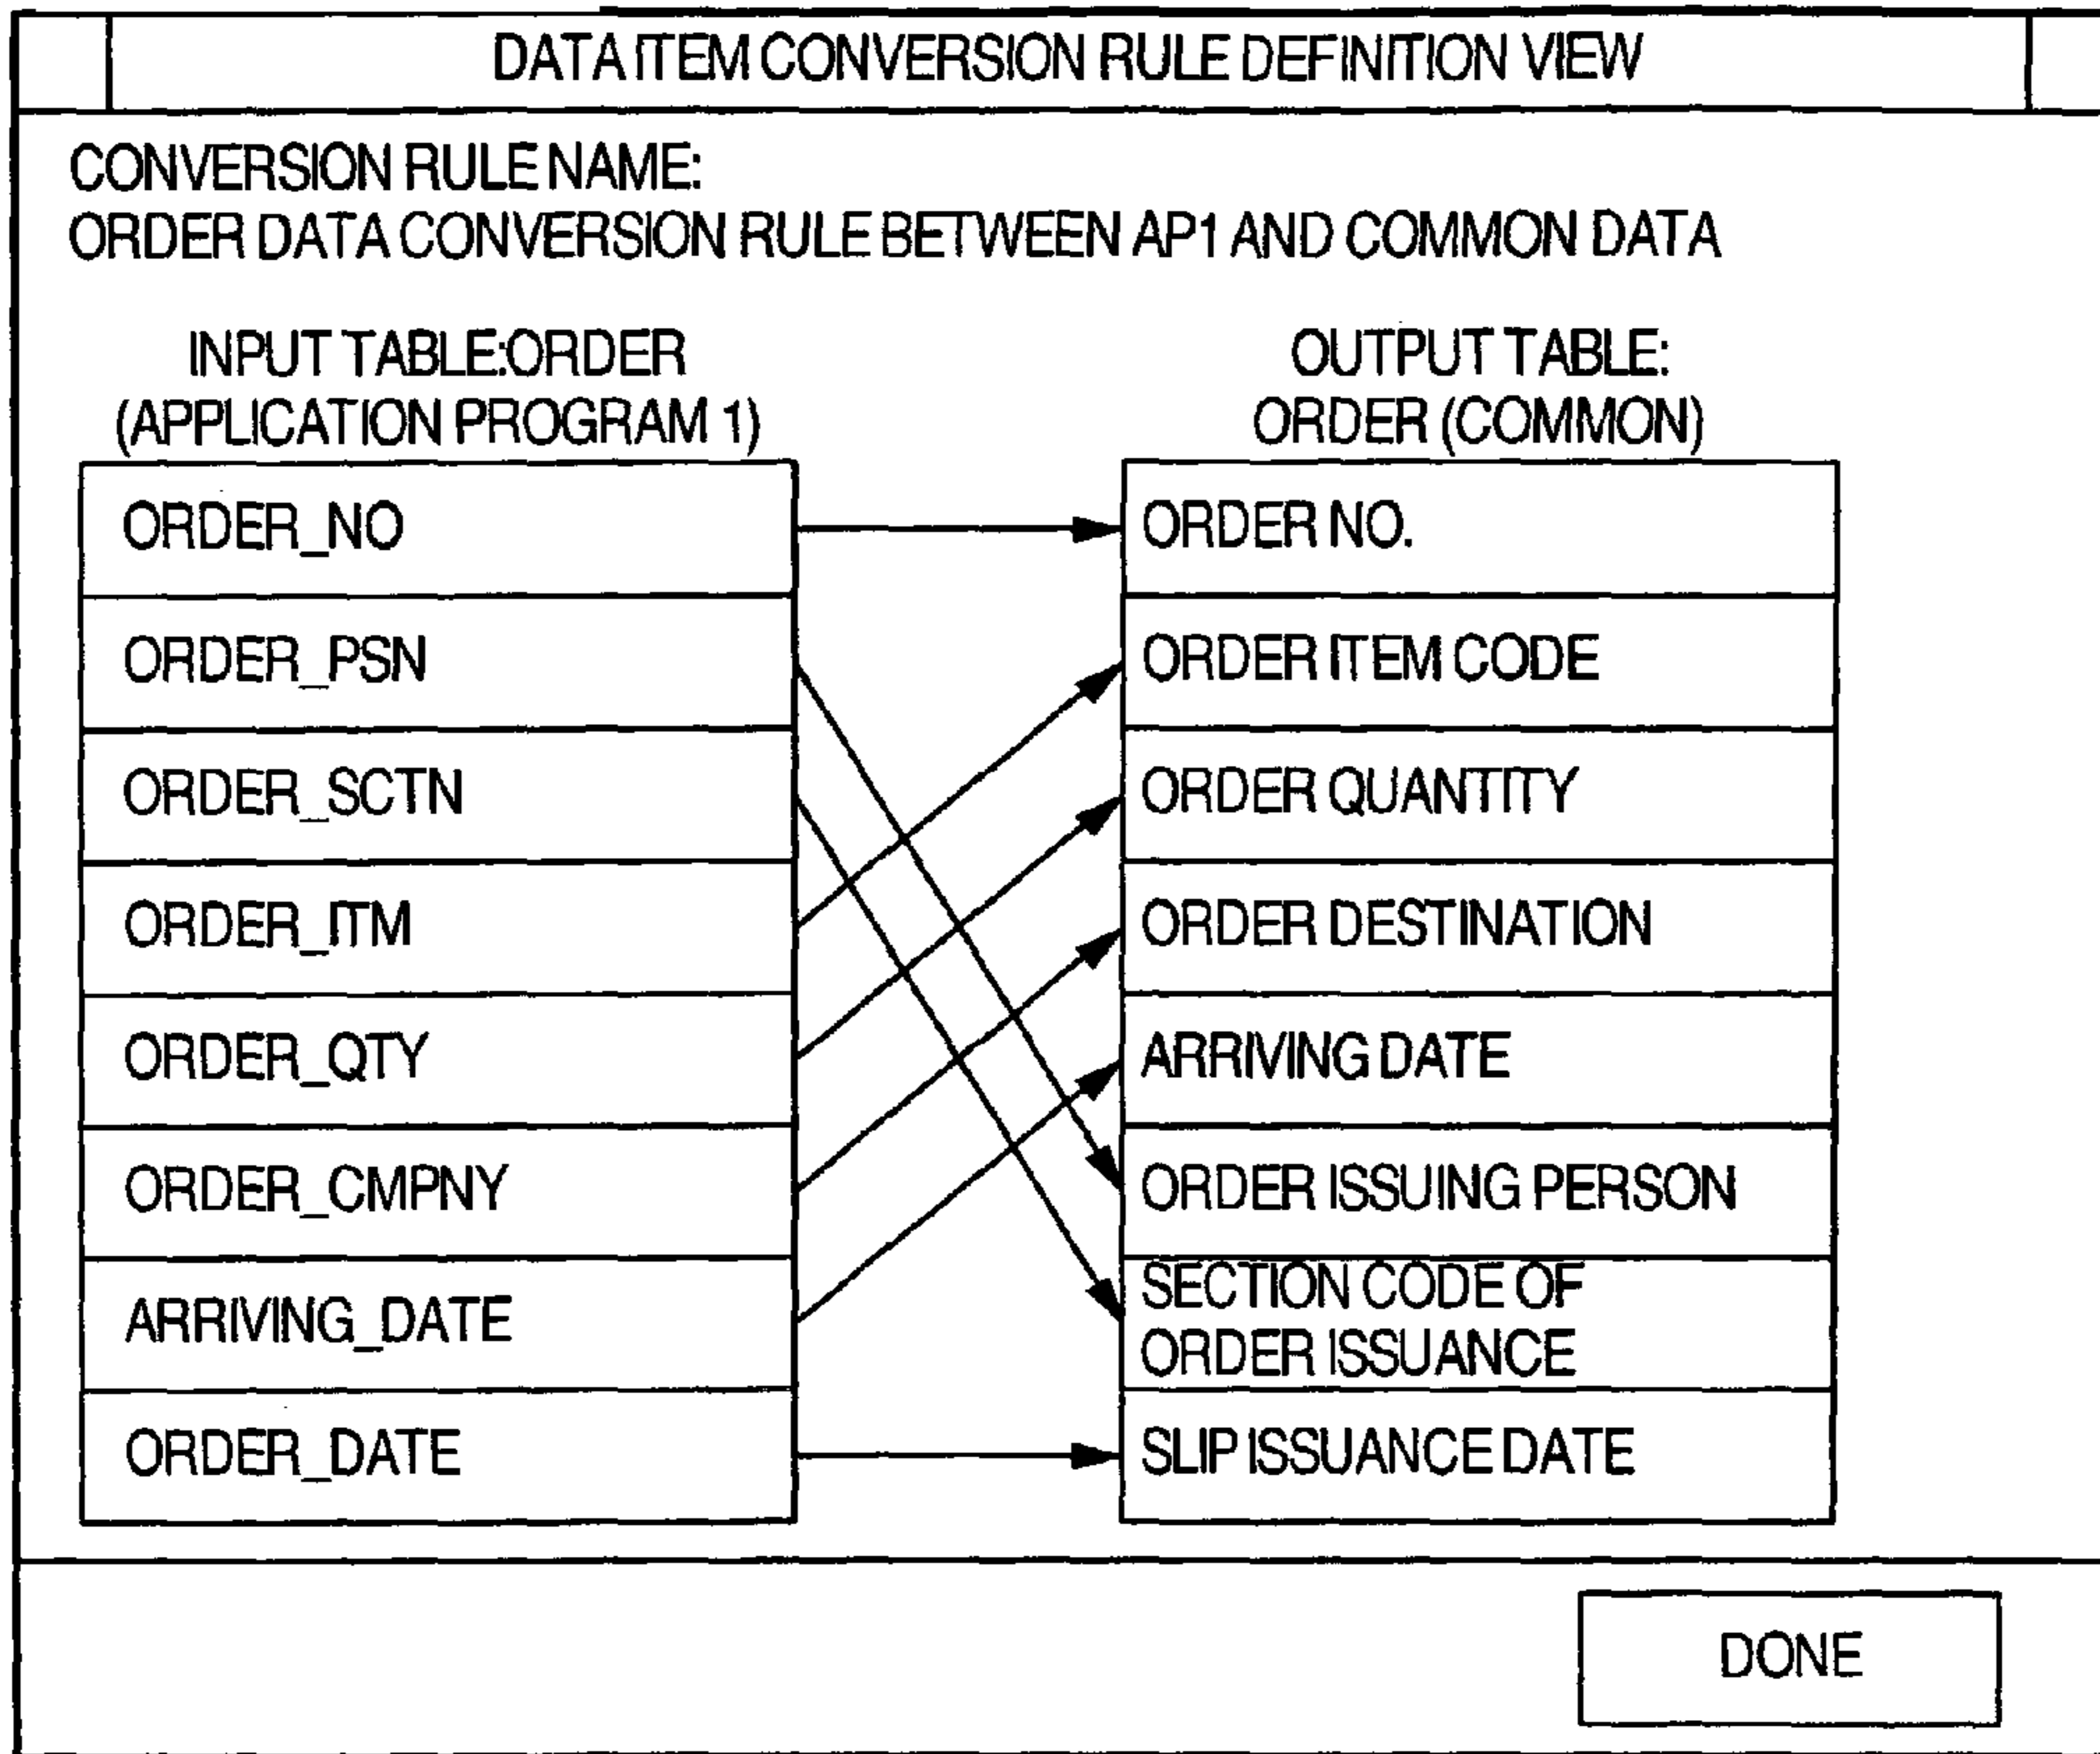 DATA ITEM CONVERSION RULE DEFINITION VIEW
CONVERSION RULE NAME:
ORDER DATA CONVERSION RULE BETWEEN AP1 AND COMMON DATA
INPUT TABLE:ORDER
(APPLICATION PROGRAM 1)
ORDER_NO
ORDER_PSN
ORDER_SCTN
ORDER_ITM
ORDER_QTY
ORDER_CMPNY
ARRIVING_DATE
ORDER_DATE
OUTPUT TABLE:
ORDER (COMMON)
ORDER NO.
ORDER ITEM CODE
ORDER QUANTITY
ORDER DESTINATION
ARRIVING DATE
ORDER ISSUING PERSON
SECTION CODE OF
ORDER ISSUANCE
SLIP ISSUANCE DATE
DONE